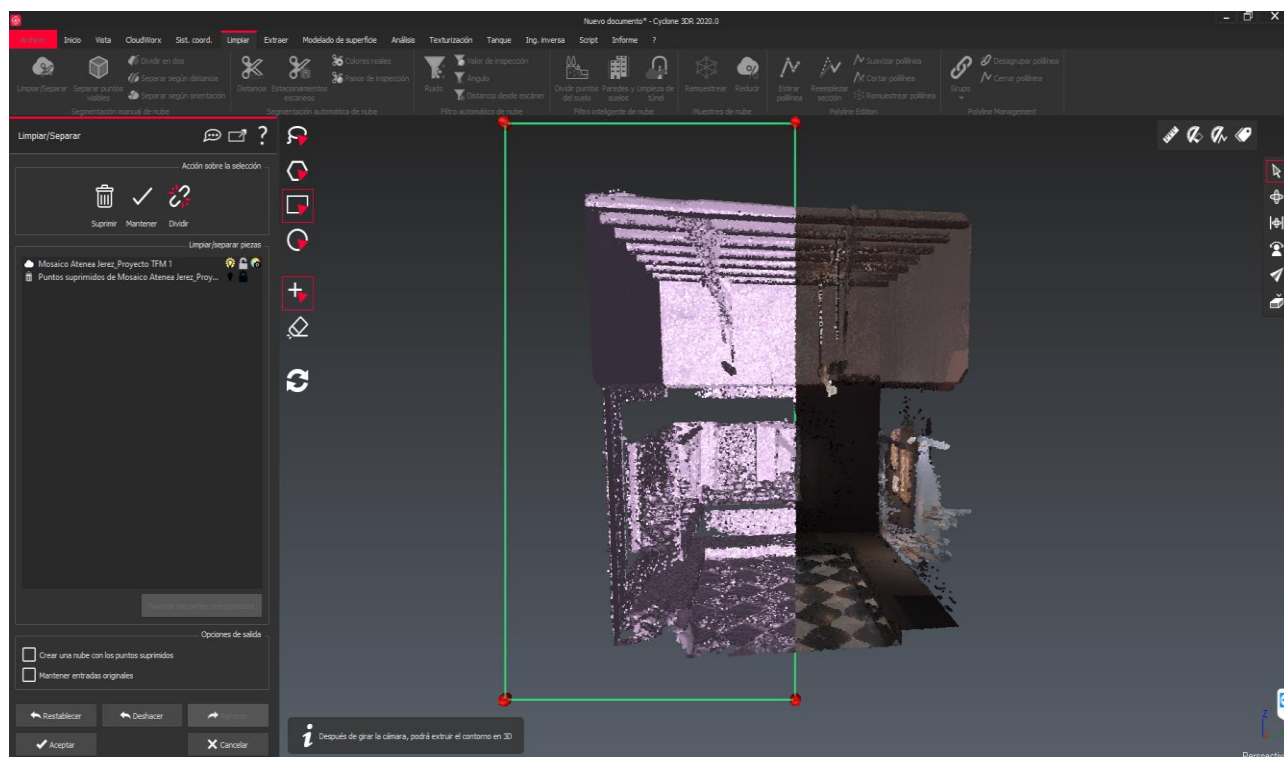 Nuevo documento* - Cyclone 3DR 2020.0
Archivo Inicio Vista CloudWorx Sist. coord. Limpiar Extraer Modelado de superficie Análisis Texturización Tanque Ing. inversa Script Informe ?
Limpiar/Separar
Separar puntos visibles
Dividir en dos
Separar según distancia
Separar según orientación
Segmentación manual de nube
Distancia
Estacionamientos escaneos
Colores reales
Pasos de inspección
Segmentación automática de nube
Ruido
Valor de inspección
Ángulo
Distancia desde escáner
Filtro automático de nube
Dividir puntos del suelo
Paredes y suelos
Limpieza de túnel
Filtro inteligente de nube
Remuestrear
Reducir
Muestreo de nube
Estirar polilínea
Reemplazar sección
Suavizar polilínea
Cortar polilínea
Remuestrear polilínea
Polyline Edition
Grupo
Desagrupar polilínea
Cerrar polilínea
Polyline Management
Limpiar/Separar
?
Acción sobre la selección
Suprimir Mantener Dividir
Limpiar/separar piezas
Mosaico Atenea Jerez_Proyecto TFM 1
Puntos suprimidos de Mosaico Atenea Jerez_Proy...
Opciones de salida
Crear una nube con los puntos suprimidos
Mantener entradas originales
Restablecer Deshacer
Aceptar Cancelar
Después de girar la cámara, podrá extruir el contorno en 3D
Z